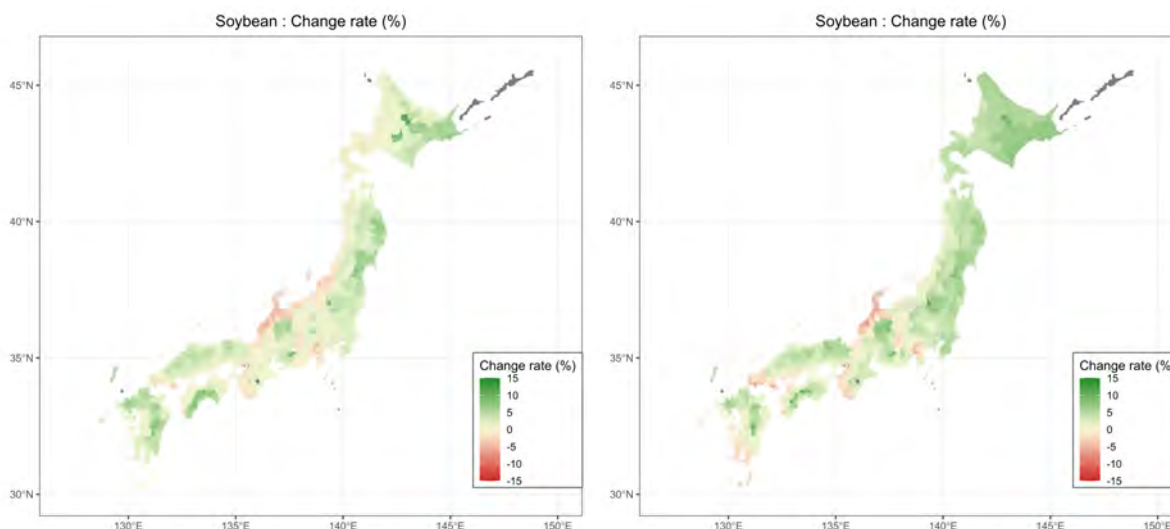 Soybean : Change rate (%)
45°N
40°N
35°N
30°N
130°E
135°E
140°E
145°E
150°E
Change rate (%)
15
10
5
0
-5
-10
-15
Soybean : Change rate (%)
45°N
40°N
35°N
30°N
130°E
135°E
140°E
145°E
150°E
Change rate (%)
15
10
5
0
-5
-10
-15